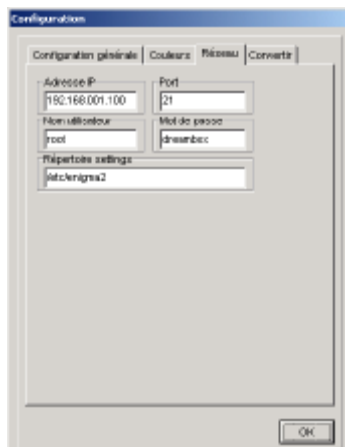 Configuration
Configuration générale Couleurs Réseau Convertir
Adresse IP Port
192.168.001.100 21
Nom utilisateur Mot de passe
root dreambox
Répertoire settings
/etc/enigma2
OK